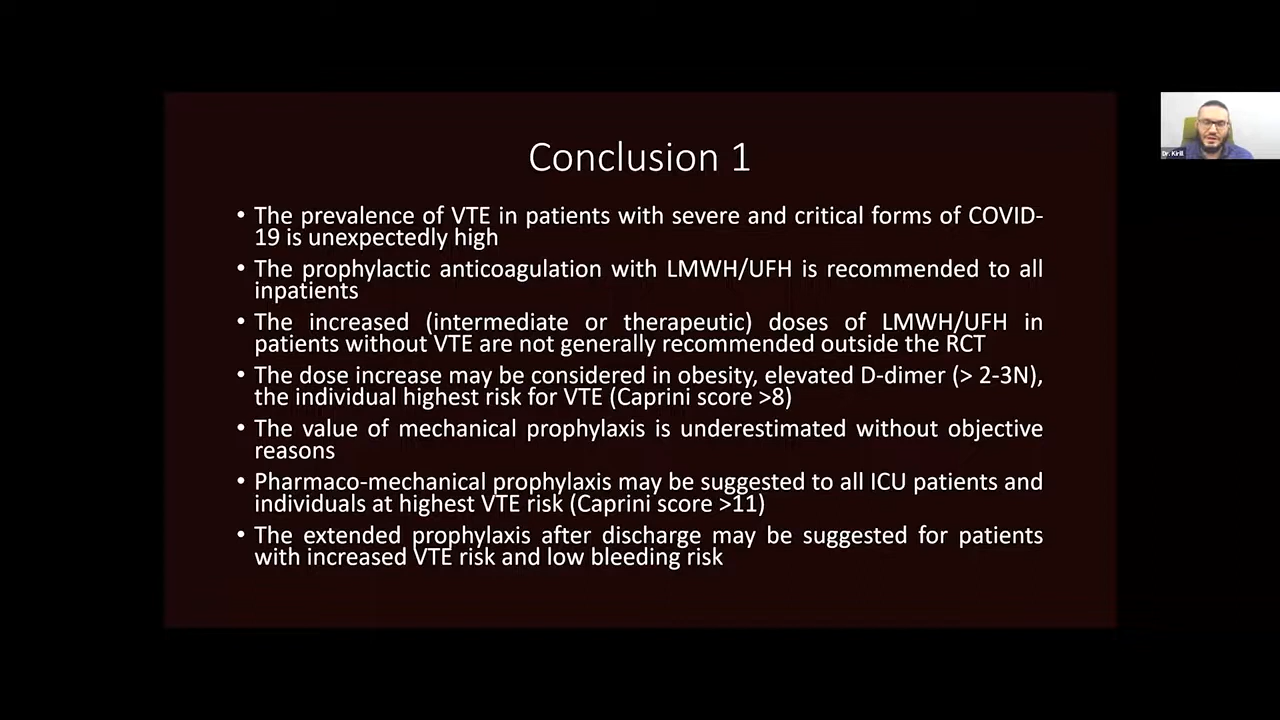 Conclusion 1
• The prevalence of VTE in patients with severe and critical forms of COVID-
19 is unexpectedly high
• The prophylactic anticoagulation with LMWH/UFH is recommended to all
inpatients
• The increased (intermediate or therapeutic) doses of LMWH/UFH in
patients without VTE are not generally recommended outside the RCT
• The dose increase may be considered in obesity, elevated D-dimer (> 2-3N),
the individual highest risk for VTE (Caprini score >8)
• The value of mechanical prophylaxis is underestimated without objective
reasons
• Pharmaco-mechanical prophylaxis may be suggested to all ICU patients and
individuals at highest VTE risk (Caprini score >11)
• The extended prophylaxis after discharge may be suggested for patients
with increased VTE risk and low bleeding risk
Dr. Kirill